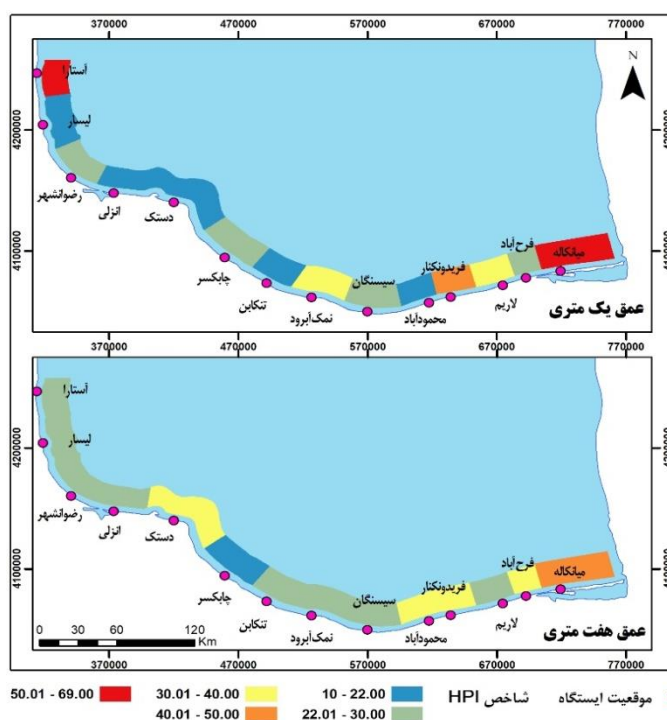 370000 470000 570000 670000 770000
N
آستارا
لیسار
4200000 4200000
رضوانشهر
انزلی
دستک
چابکسر
تنکابن
نمک‌آبرود
سیسنگان
محمودآباد
فریدونکنار
لاریم
فرح‌آباد
میانکاله
4100000 4100000
عمق یک متری
370000 470000 570000 670000 770000
آستارا
لیسار
4200000 4200000
رضوانشهر
انزلی
دستک
چابکسر
تنکابن
نمک‌آبرود
سیسنگان
محمودآباد
فریدونکنار
لاریم
فرح‌آباد
میانکاله
4100000 4100000
عمق هفت متری
0 30 60 120
Km
370000 470000 570000 670000 770000
موقعیت ایستگاه شاخص HPI
10 - 22.00
22.01 - 30.00
30.01 - 40.00
40.01 - 50.00
50.01 - 69.00